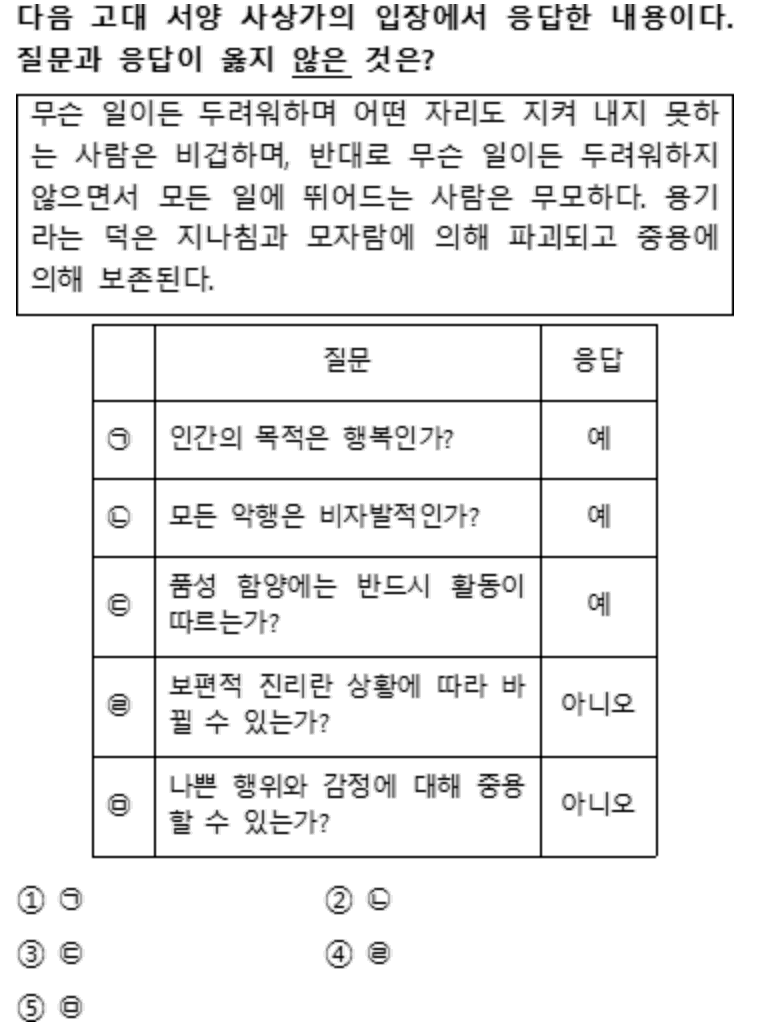 다음 고대 서양 사상가의 입장에서 응답한 내용이다.
질문과 응답이 옳지 않은 것은?
무슨 일이든 두려워하며 어떤 자리도 지켜 내지 못하
는 사람은 비겁하며, 반대로 무슨 일이든 두려워하지
않으면서 모든 일에 뛰어드는 사람은 무모하다. 용기
라는 덕은 지나침과 모자람에 의해 파괴되고 중용에
의해 보존된다.
질문 응답
㉠ 인간의 목적은 행복인가? 예
㉡ 모든 악행은 비자발적인가? 예
㉢ 품성 함양에는 반드시 활동이
따르는가? 예
㉣ 보편적 진리란 상황에 따라 바
뀔 수 있는가? 아니오
㉤ 나쁜 행위와 감정에 대해 중용
할 수 있는가? 아니오
① ㉠ ② ㉡
③ ㉢ ④ ㉣
⑤ ㉤